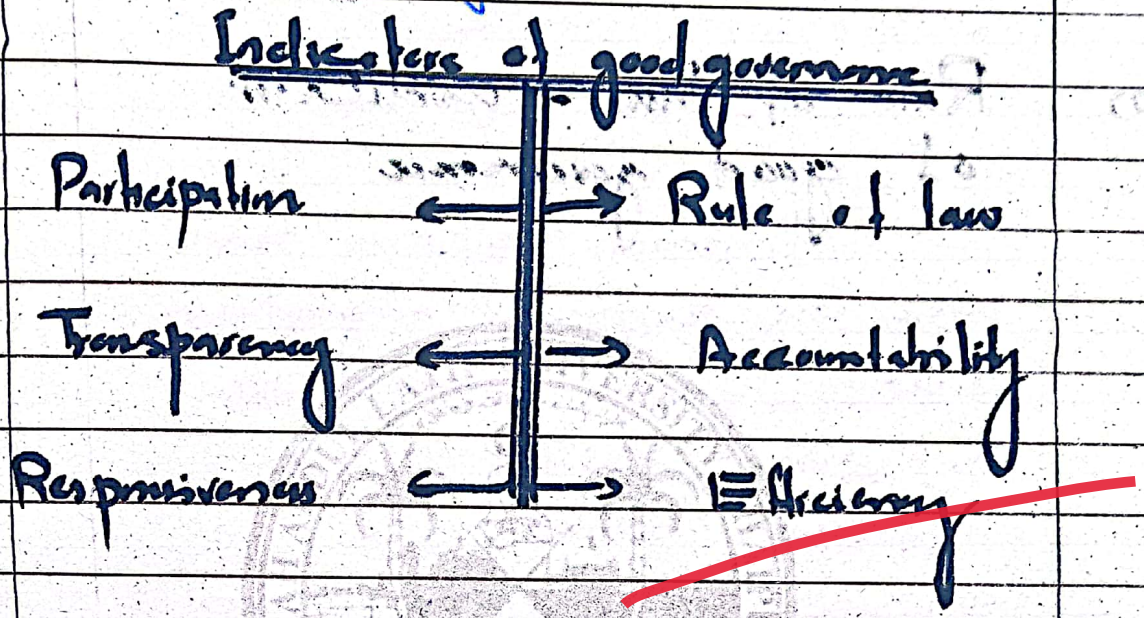 Indicators of good governance
Participation Rule of law
Transparency Accountability
Responsiveness Efficiency